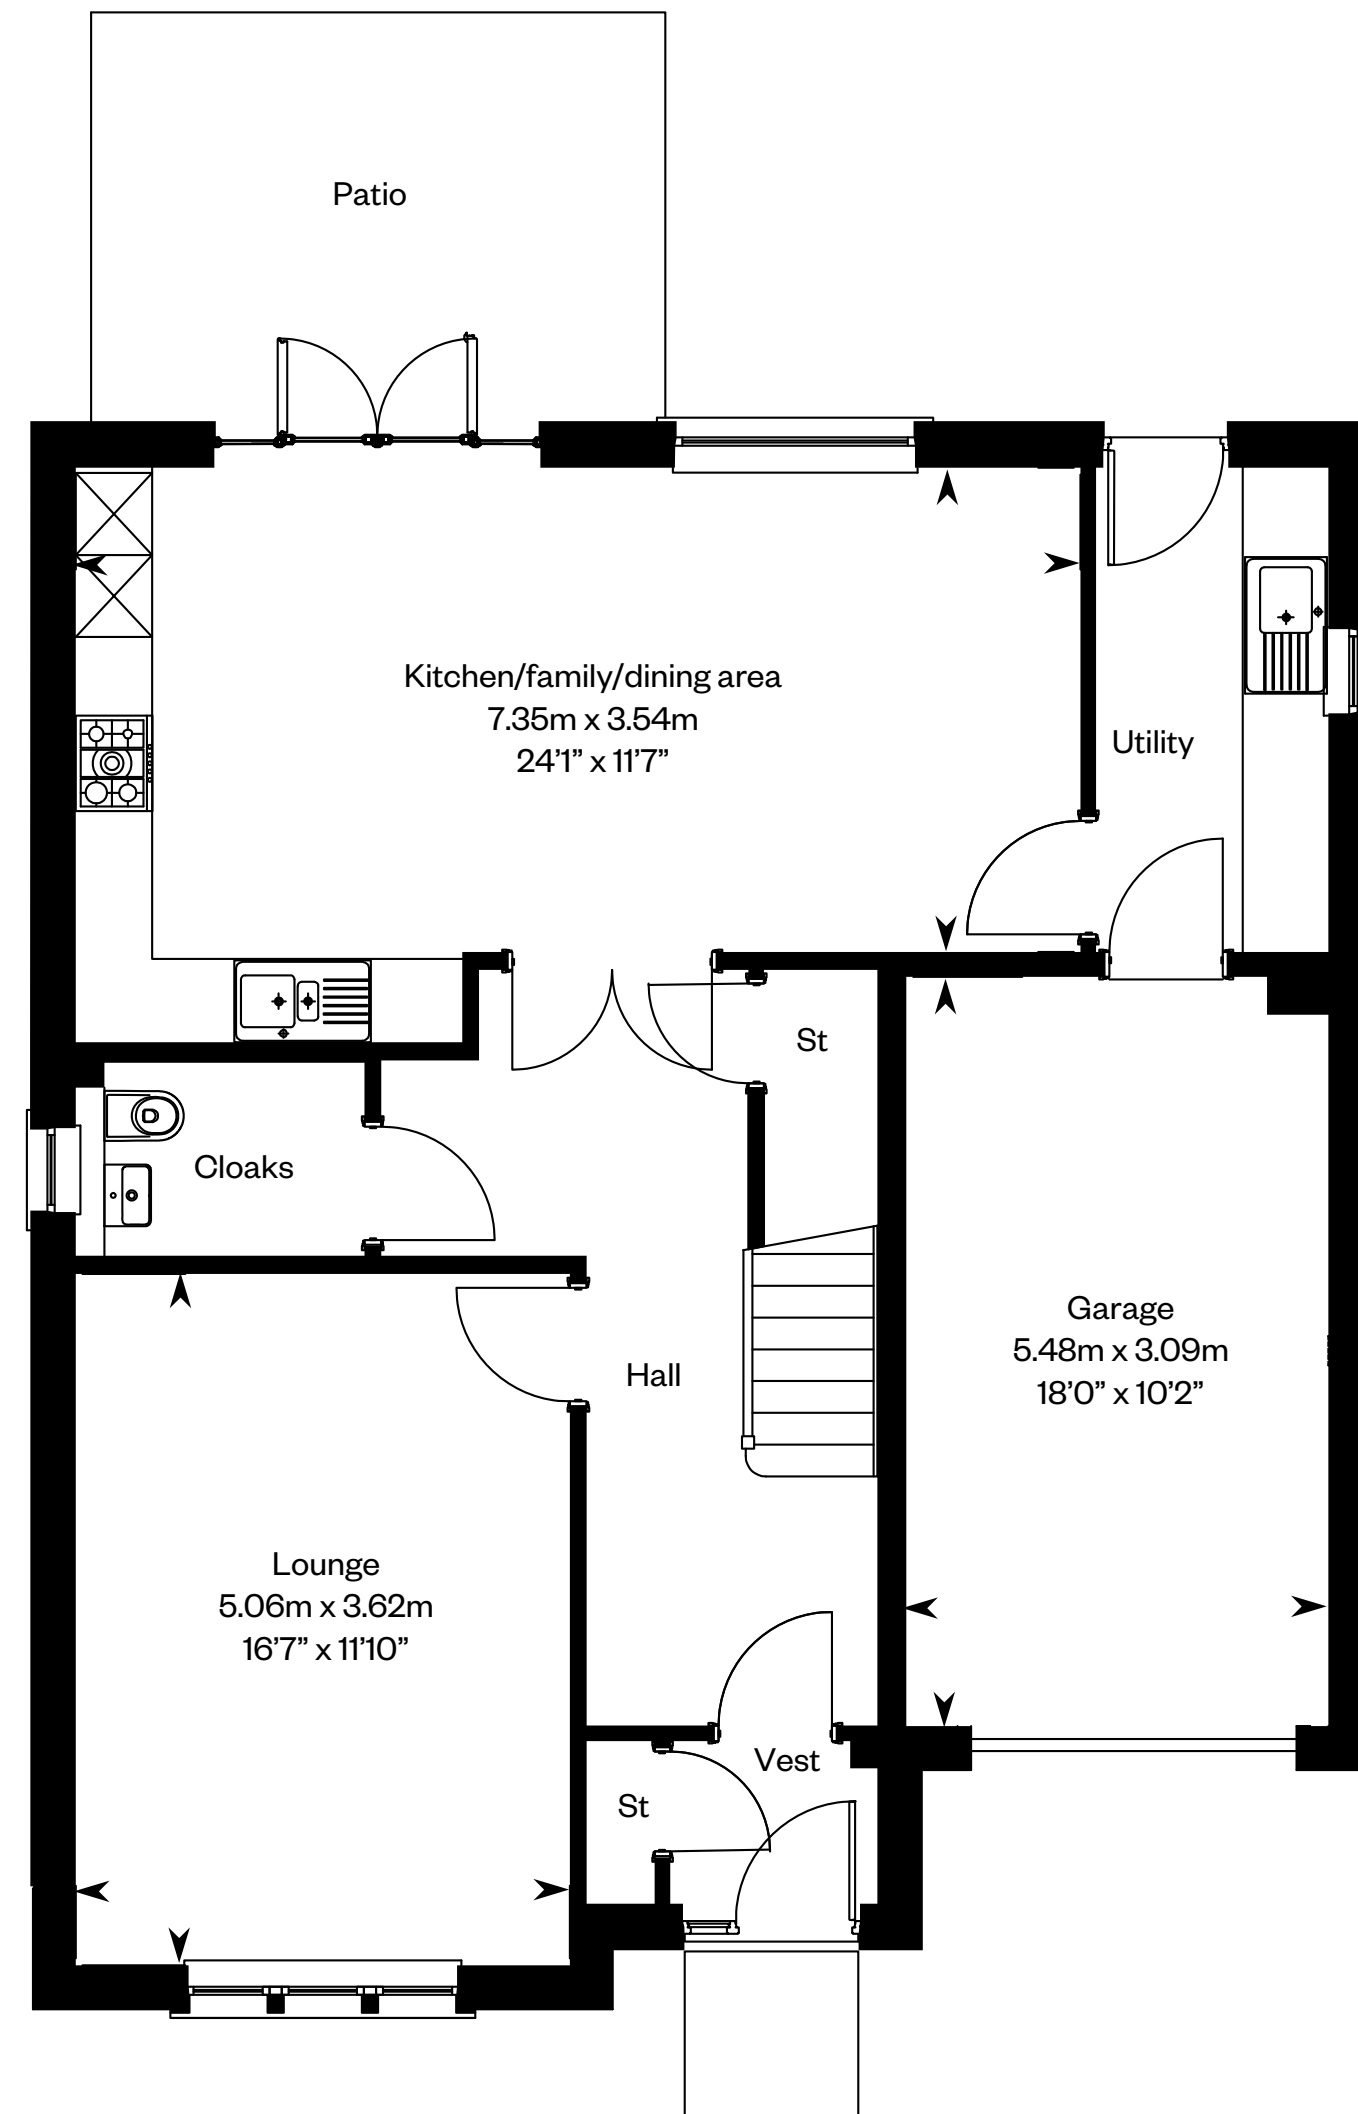 Patio
Kitchen/family/dining area
7.35m x 3.54m
24’1” x 11’7”
Utility
St
Cloaks
Garage
5.48m x 3.09m
18’0” x 10’2”
Hall
Lounge
5.06m x 3.62m
16’7” x 11’10”
Vest
St